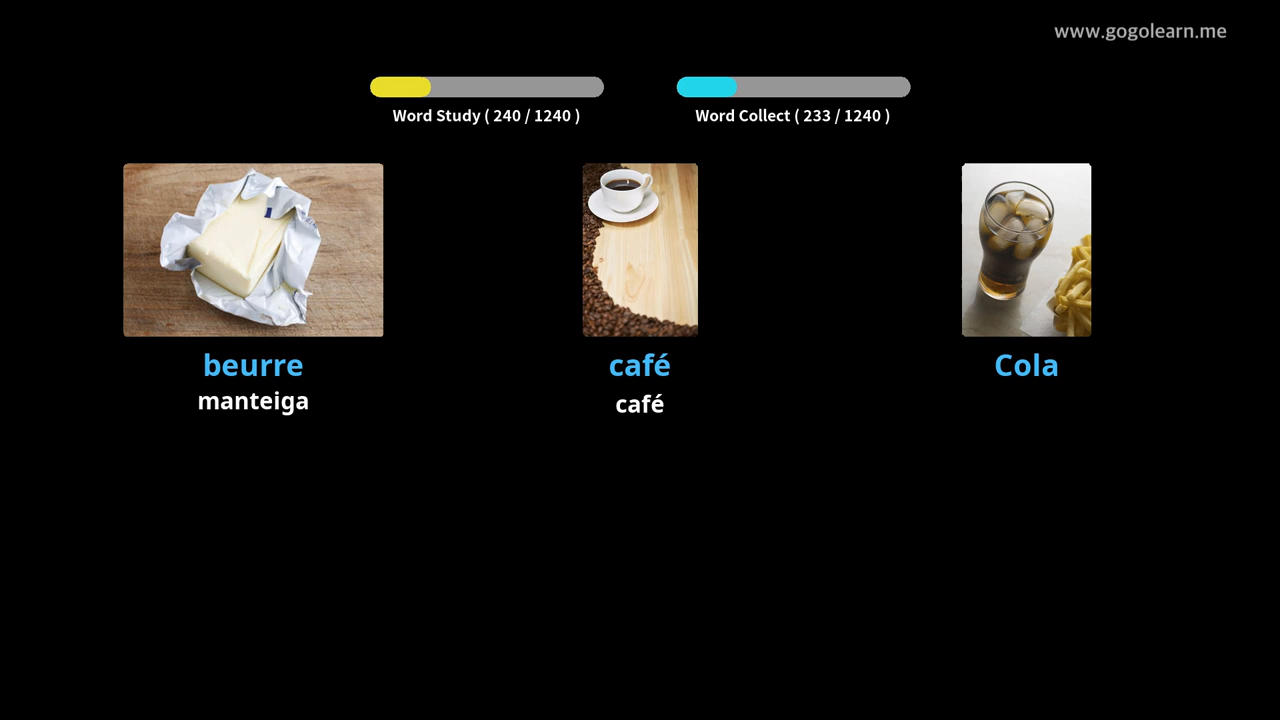 www.gogolearn.me
Word Study ( 240 / 1240 )
Word Collect ( 233 / 1240 )
beurre
manteiga
café
café
Cola